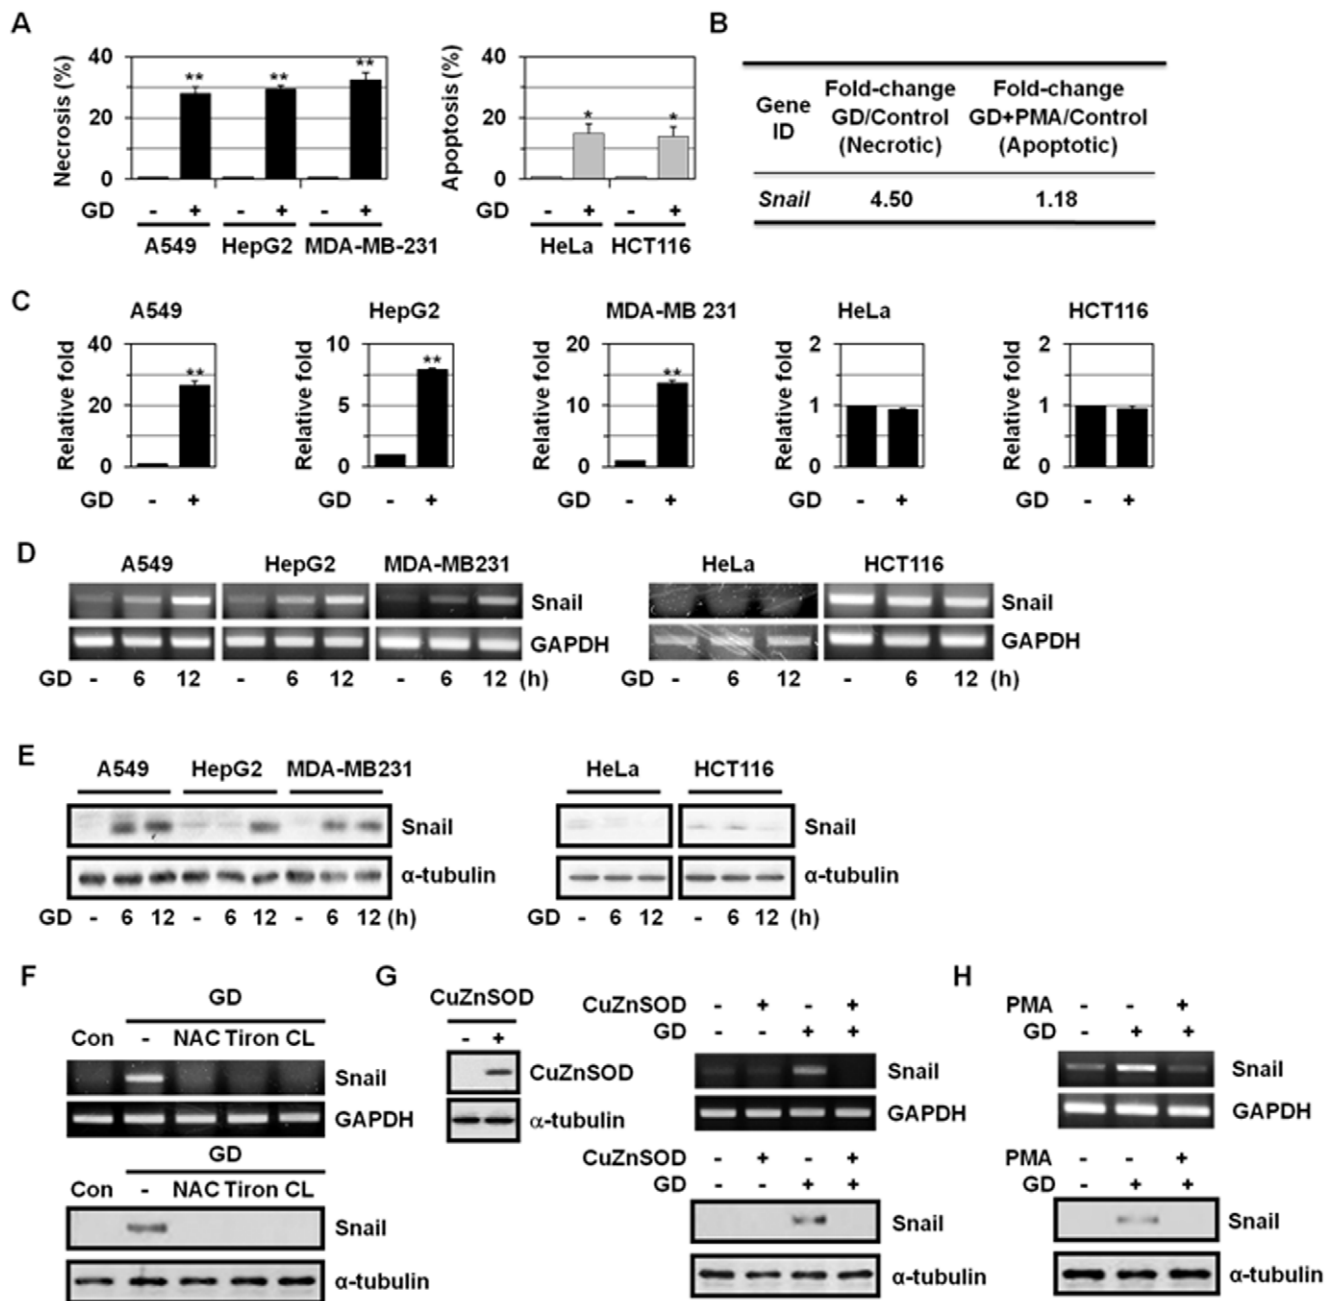 A
Necrosis (%)
40
20
0
** ** **
GD - + - + - +
A549 HepG2 MDA-MB-231
Apoptosis (%)
40
20
0
* *
- + - +
HeLa HCT116
B
Gene ID
Fold-change GD/Control (Necrotic)
Fold-change GD+PMA/Control (Apoptotic)
Snail 4.50 1.18
C
A549
Relative fold
40
20
0
**
GD - +
HepG2
Relative fold
10
5
0
**
GD - +
MDA-MB 231
Relative fold
20
10
0
**
GD - +
HeLa
Relative fold
2
1
0
GD - +
HCT116
Relative fold
2
1
0
GD - +
D
A549 HepG2 MDA-MB231
Snail
GAPDH
GD - 6 12 - 6 12 - 6 12 (h)
HeLa HCT116
Snail
GAPDH
GD - 6 12 - 6 12 (h)
E
A549 HepG2 MDA-MB231
Snail
α-tubulin
GD - 6 12 - 6 12 - 6 12 (h)
HeLa HCT116
Snail
α-tubulin
GD - 6 12 - 6 12 (h)
F
GD
Con - NAC Tiron CL
Snail
GAPDH
GD
Con - NAC Tiron CL
Snail
α-tubulin
G
CuZnSOD
- +
CuZnSOD
α-tubulin
CuZnSOD - + - +
GD - - + +
Snail
GAPDH
CuZnSOD - + - +
GD - - + +
Snail
α-tubulin
H
PMA - - +
GD - + +
Snail
GAPDH
PMA - - +
GD - + +
Snail
α-tubulin